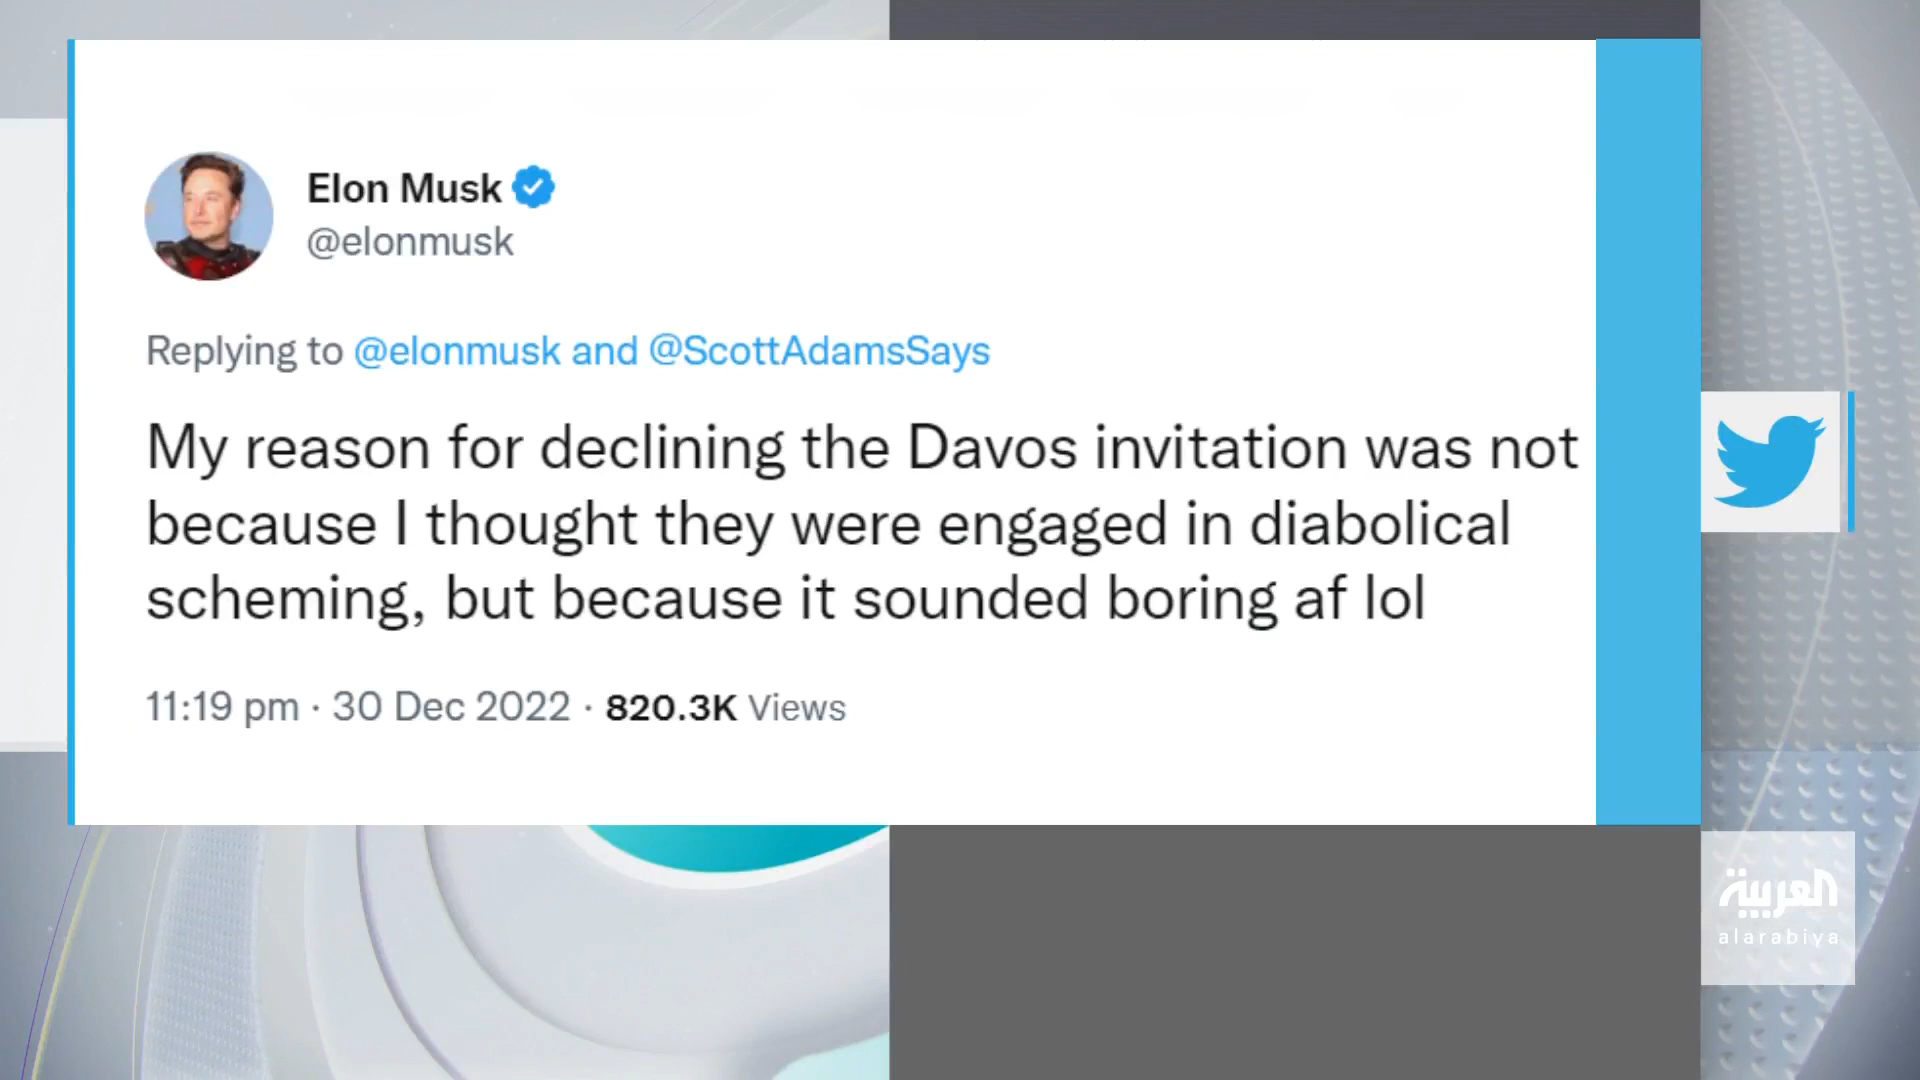 Elon Musk
@elonmusk
Replying to @elonmusk and @ScottAdamsSays
My reason for declining the Davos invitation was not
because I thought they were engaged in diabolical
scheming, but because it sounded boring af lol
11:19 pm · 30 Dec 2022 · 820.3K Views
العربية
alarabiya